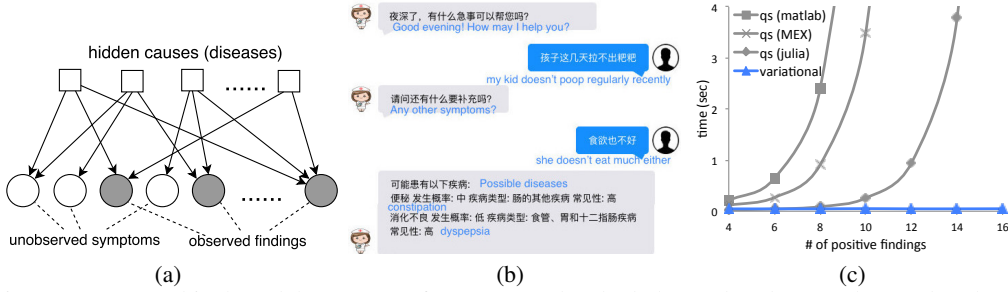 hidden causes (diseases)
......
......
unobserved symptoms
observed findings
(a)
夜深了，有什么急事可以帮您吗?
Good evening! How may I help you?
孩子这几天拉不出粑粑
my kid doesn't poop regularly recently
请问还有什么要补充吗?
Any other symptoms?
食欲也不好
she doesn't eat much either
可能患有以下疾病: Possible diseases
便秘 发生概率: 中 疾病类型: 肠的其他疾病 常见性: 高
constipation
消化不良 发生概率: 低 疾病类型: 食管、胃和十二指肠疾病
常见性: 高 dyspepsia
(b)
4
3
2
1
0
time (sec)
qs (matlab)
qs (MEX)
qs (julia)
variational
4 6 8 10 12 14 16
# of positive findings
(c)